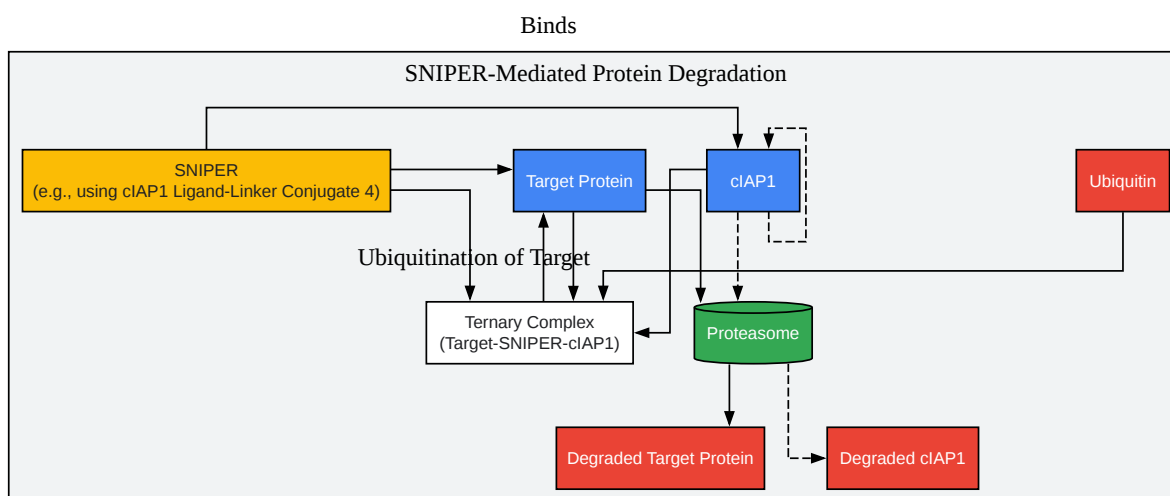 Binds
SNIPER-Mediated Protein Degradation
SNIPER
(e.g., using cIAP1 Ligand-Linker Conjugate 4)
Target Protein
cIAP1
Ubiquitin
Ubiquitination of Target
Ternary Complex
(Target-SNIPER-cIAP1)
Proteasome
Degraded Target Protein
Degraded cIAP1